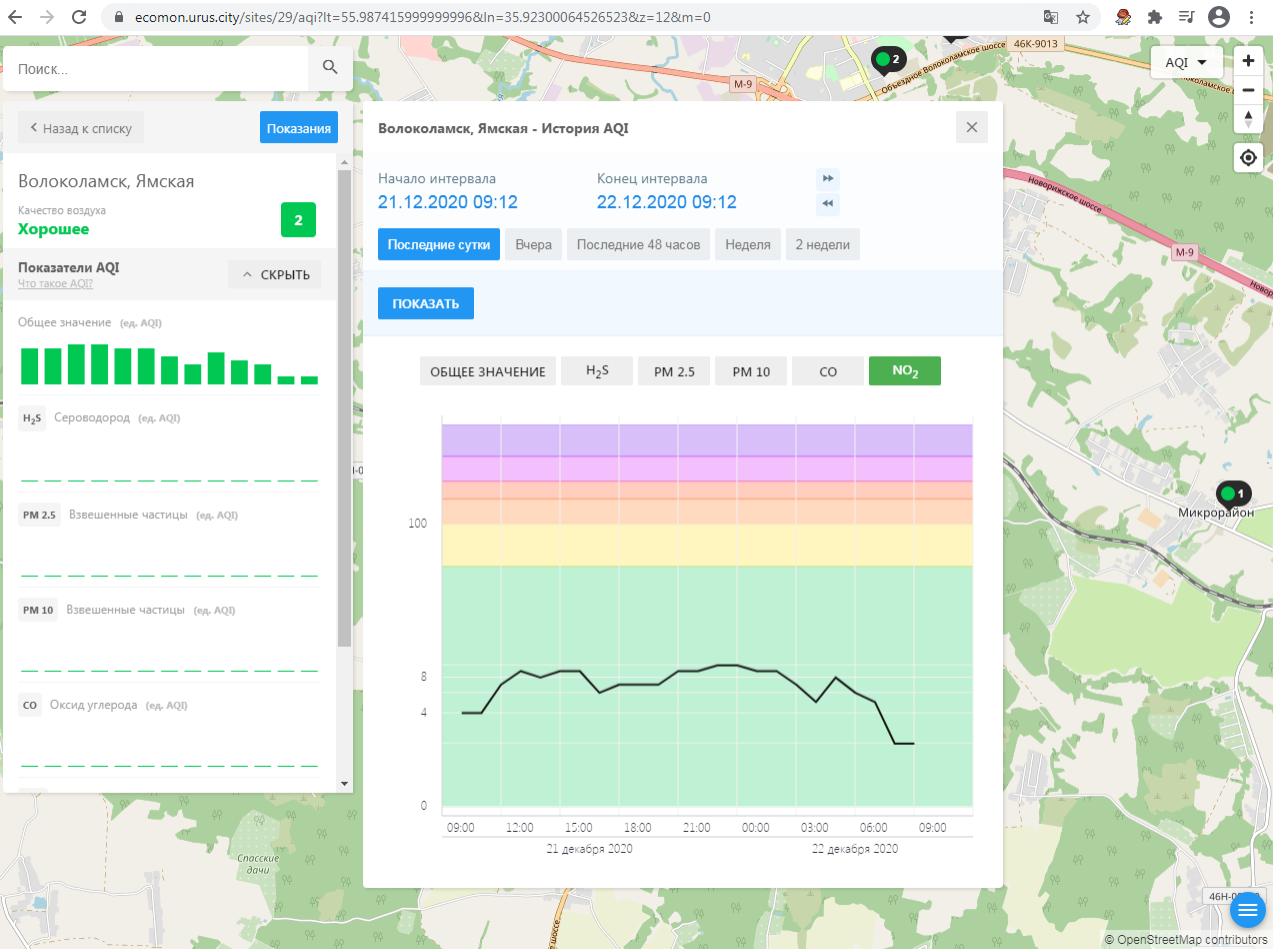 ecomon.urus.city/sites/29/aqi?lt=55.987415999999996&ln=35.92300064526523&z=12&m=0
Поиск...
Назад к списку
Показания
Волоколамск, Ямская
Качество воздуха
Хорошее
2
Показатели AQI
Что такое AQI?
СКРЫТЬ
Общее значение (ед. AQI)
H2S Сероводород (ед. AQI)
PM 2.5 Взвешенные частицы (ед. AQI)
PM 10 Взвешенные частицы (ед. AQI)
CO Оксид углерода (ед. AQI)
Волоколамск, Ямская - История AQI
Начало интервала
21.12.2020 09:12
Конец интервала
22.12.2020 09:12
Последние сутки
Вчера
Последние 48 часов
Неделя
2 недели
ПОКАЗАТЬ
ОБЩЕЕ ЗНАЧЕНИЕ
H2S
PM 2.5
PM 10
CO
NO2
100
8
4
0
09:00 12:00 15:00 18:00 21:00 00:00 03:00 06:00 09:00
21 декабря 2020 22 декабря 2020
М-9
2
Объездное Волоколамское шоссе
46К-9013
AQI
Новорижское шоссе
М-9
1
Микрорайон
Спасские
дачи
© OpenStreetMap contributors